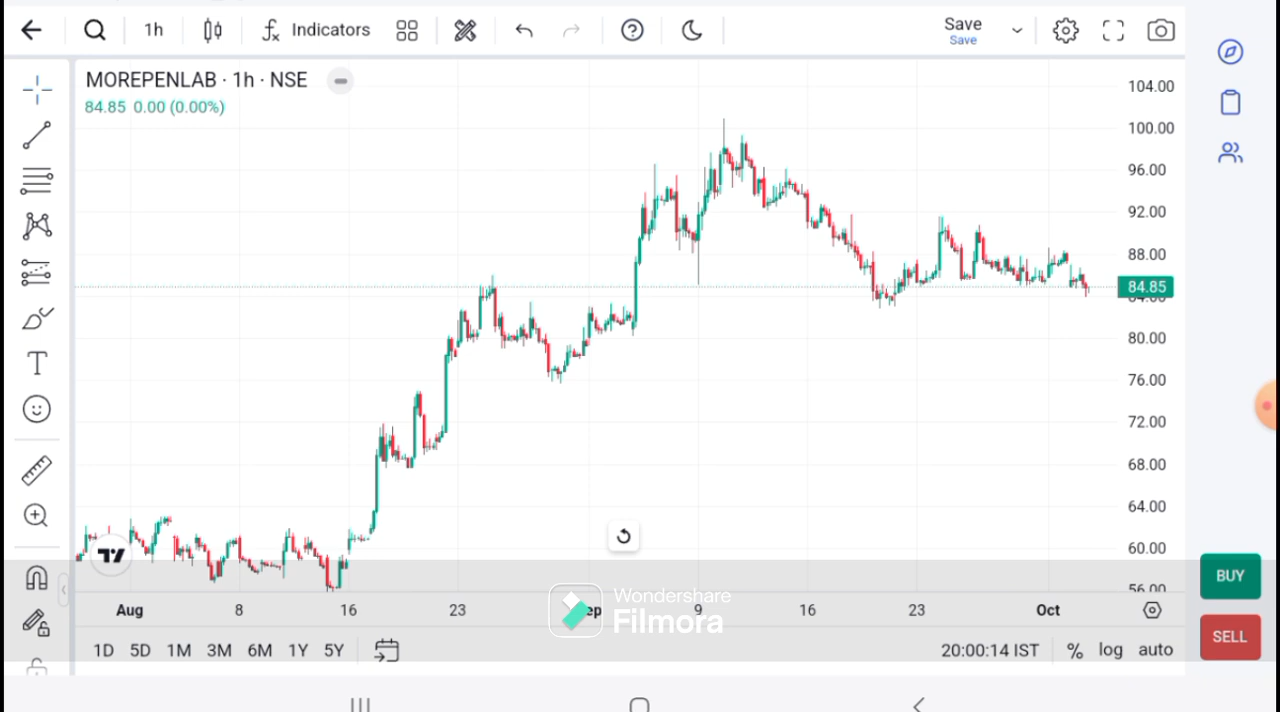 1h
Indicators
Save
Save
MOREPENLAB · 1h · NSE
84.85 0.00 (0.00%)
104.00
100.00
96.00
92.00
88.00
84.85
84.00
80.00
76.00
72.00
68.00
64.00
60.00
56.00
BUY
Aug 8 16 23 9 16 23 Oct
Wondershare
Filmora
SELL
1D 5D 1M 3M 6M 1Y 5Y
20:00:14 IST % log auto